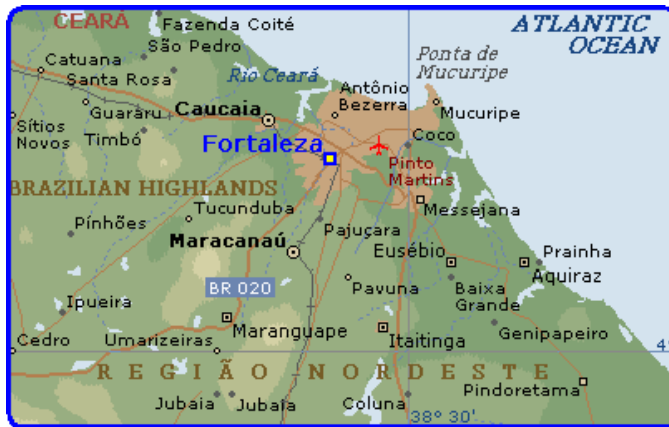 CEARÁ
Fazenda Coité
ATLANTIC
OCEAN
São Pedro
Catuana
Santa Rosa
Rio Ceará
Ponta de
Mucuripe
Antônio
Bezerra
Guararu
Caucaia
Mucuripe
Sítios
Novos
Timbó
Coco
Fortaleza
Pinto
Martins
BRAZILIAN HIGHLANDS
Tucunduba
Messejana
Pínhões
Pajuçara
Maracanaú
Eusébio
Prainha
Aquiraz
BR 020
Pavuna
Baixa
Grande
Ipueira
Maranguape
Itaitinga
Genipapeiro
Cedro
Umarizeiras
4
REGIÃO NORDESTE
Pindoretama
Jubaia
Jubaia
Coluna
38° 30'